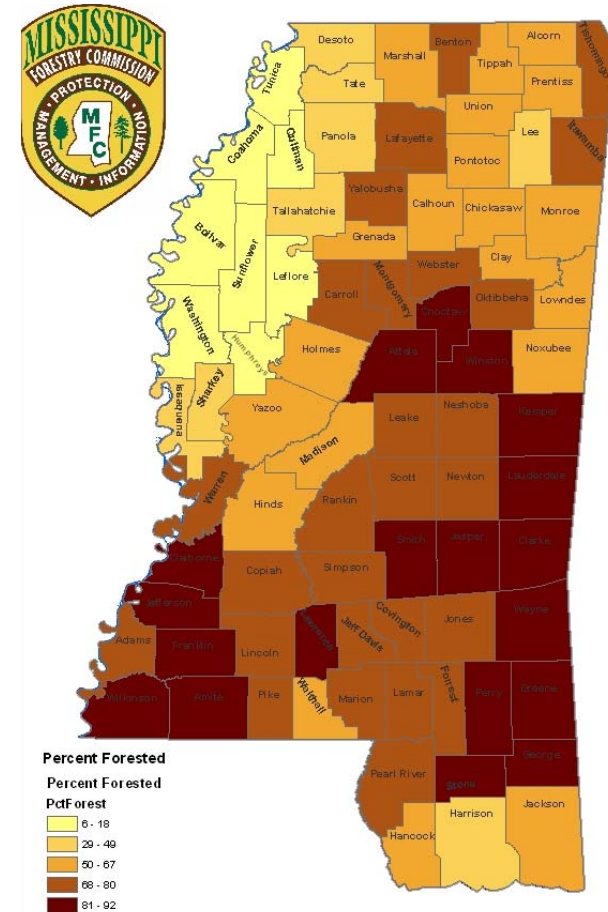 MISSISSIPPI
FORESTRY COMMISSION
PROTECTION
MANAGEMENT
INFORMATION
M
F C
Desoto
Marshall
Benton
Alcorn
Tishomingo
Tippah
Tunica
Tate
Prentiss
Union
Lee
Itawamba
Coahoma
Quitman
Panola
Lafayette
Pontotoc
Yalobusha
Bolivar
Sunflower
Tallahatchie
Calhoun
Chickasaw
Monroe
Grenada
Leflore
Webster
Clay
Washington
Carroll
Montgomery
Choctaw
Oktibbeha
Lowndes
Humphreys
Holmes
Attala
Winston
Noxubee
Issaquena
Sharkey
Yazoo
Leake
Neshoba
Kemper
Madison
Warren
Hinds
Rankin
Scott
Newton
Lauderdale
Claiborne
Copiah
Simpson
Smith
Jasper
Clarke
Jefferson
Adams
Franklin
Lincoln
Lawrence
Jeff Davis
Covington
Jones
Wayne
Wilkinson
Amite
Pike
Walthall
Marion
Lamar
Forrest
Perry
Greene
Pearl River
Stone
George
Hancock
Harrison
Jackson
Percent Forested
Percent Forested
PctForest
6 - 18
29 - 49
50 - 67
68 - 80
81 - 92